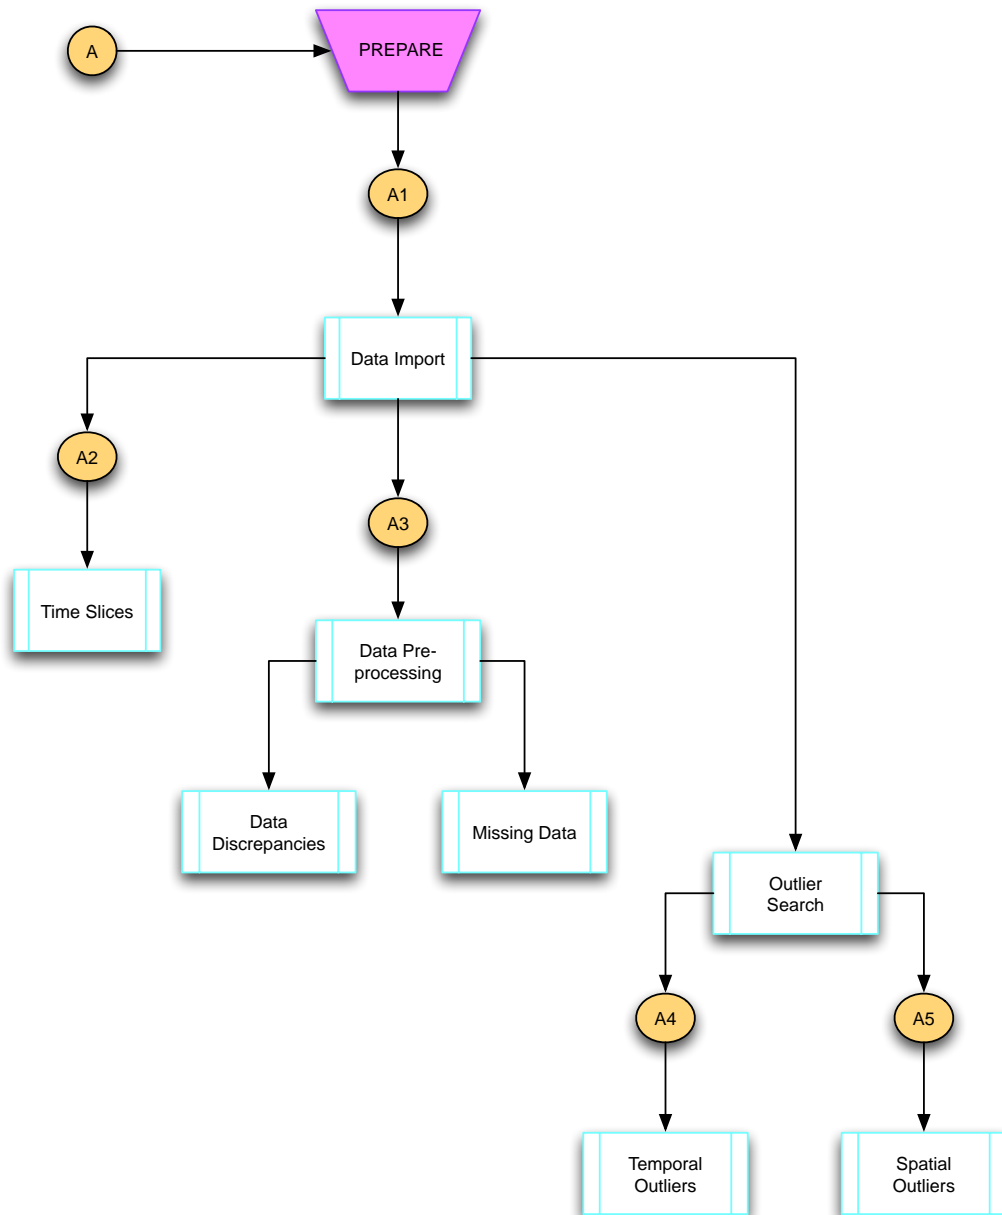 A
PREPARE
A1
Data Import
A2
A3
Time Slices
Data Pre-
processing
Data
Discrepancies
Missing Data
Outlier
Search
A4
A5
Temporal
Outliers
Spatial
Outliers